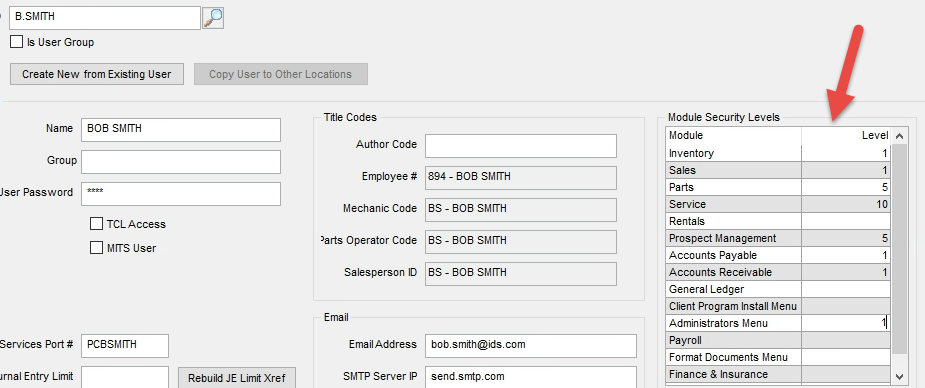 B.SMITH
Is User Group
Create New from Existing User Copy User to Other Locations
Name BOB SMITH
Group
User Password ****
TCL Access
MITS User
Services Port # PCBSMITH
urnal Entry Limit Rebuild JE Limit Xref
Title Codes
Author Code
Employee # 894 - BOB SMITH
Mechanic Code BS - BOB SMITH
Parts Operator Code BS - BOB SMITH
Salesperson ID BS - BOB SMITH
Email
Email Address bob.smith@ids.com
SMTP Server IP send.smtp.com
Module Security Levels
Module Level
Inventory 1
Sales 1
Parts 5
Service 10
Rentals
Prospect Management 5
Accounts Payable 1
Accounts Receivable 1
General Ledger
Client Program Install Menu
Administrators Menu 1
Payroll
Format Documents Menu
Finance & Insurance